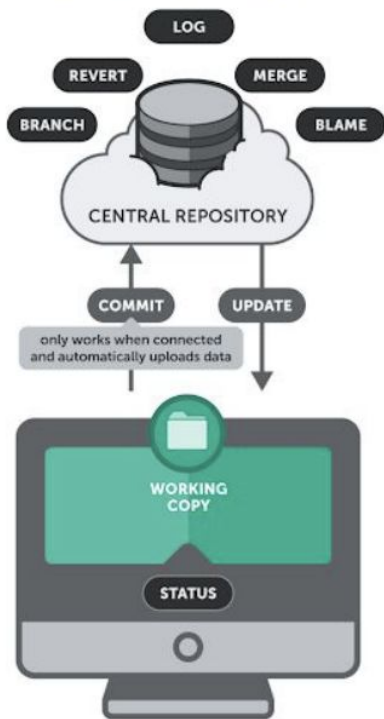 LOG
REVERT
MERGE
BRANCH
BLAME
CENTRAL REPOSITORY
COMMIT
UPDATE
only works when connected
and automatically uploads data
WORKING
COPY
STATUS